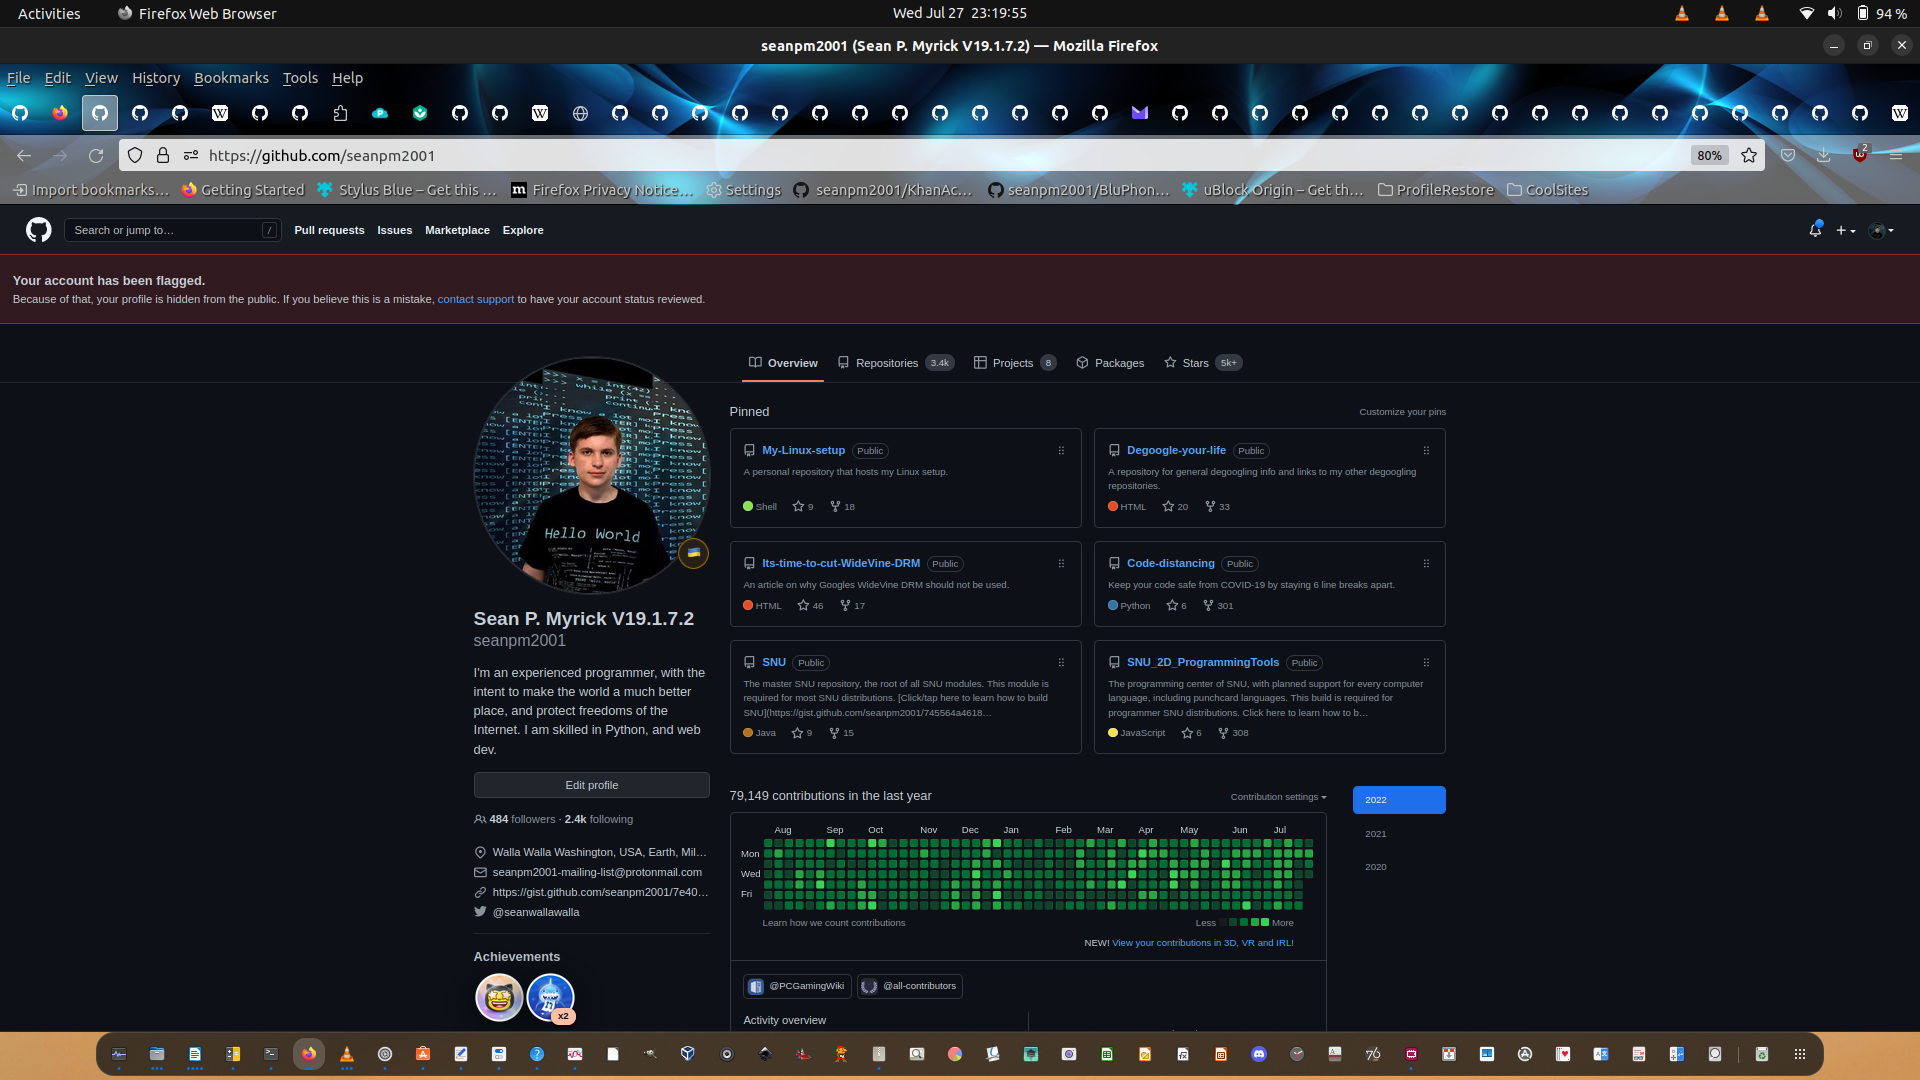 Activities
Firefox Web Browser
Wed Jul 27 23:19:55
94 %
seanpm2001 (Sean P. Myrick V19.1.7.2) — Mozilla Firefox
File Edit View History Bookmarks Tools Help
https://github.com/seanpm2001
80%
2
Import bookmarks…
Getting Started
Stylus Blue – Get this …
Firefox Privacy Notice…
Settings
seanpm2001/KhanAc…
seanpm2001/BluPhon…
uBlock Origin – Get th…
ProfileRestore
CoolSites
Search or jump to…
/
Pull requests
Issues
Marketplace
Explore
Your account has been flagged.
Because of that, your profile is hidden from the public. If you believe this is a mistake, contact support to have your account status reviewed.
Overview
Repositories 3.4k
Projects 8
Packages
Stars 5k+
Hello World
Sean P. Myrick V19.1.7.2
seanpm2001
I'm an experienced programmer, with the
intent to make the world a much better
place, and protect freedoms of the
Internet. I am skilled in Python, and web
dev.
Edit profile
484 followers · 2.4k following
Walla Walla Washington, USA, Earth, Mil…
seanpm2001-mailing-list@protonmail.com
https://gist.github.com/seanpm2001/7e40…
@seanwallawalla
Achievements
x2
Pinned
Customize your pins
My-Linux-setup Public
A personal repository that hosts my Linux setup.
Shell 9 18
Degoogle-your-life Public
A repository for general degoogling info and links to my other degoogling
repositories.
HTML 20 33
Its-time-to-cut-WideVine-DRM Public
An article on why Googles WideVine DRM should not be used.
HTML 46 17
Code-distancing Public
Keep your code safe from COVID-19 by staying 6 line breaks apart.
Python 6 301
SNU Public
The master SNU repository, the root of all SNU modules. This module is
required for most SNU distributions. [Click/tap here to learn how to build
SNU](https://gist.github.com/seanpm2001/745564a4618…
Java 9 15
SNU_2D_ProgrammingTools Public
The programming center of SNU, with planned support for every computer
language, including punchcard languages. This build is required for
programmer SNU distributions. Click here to learn how to b…
JavaScript 6 308
79,149 contributions in the last year
Contribution settings
2022
2021
2020
Aug Sep Oct Nov Dec Jan Feb Mar Apr May Jun Jul
Mon
Wed
Fri
Learn how we count contributions
Less More
NEW! View your contributions in 3D, VR and IRL!
@PCGamingWiki
@all-contributors
Activity overview